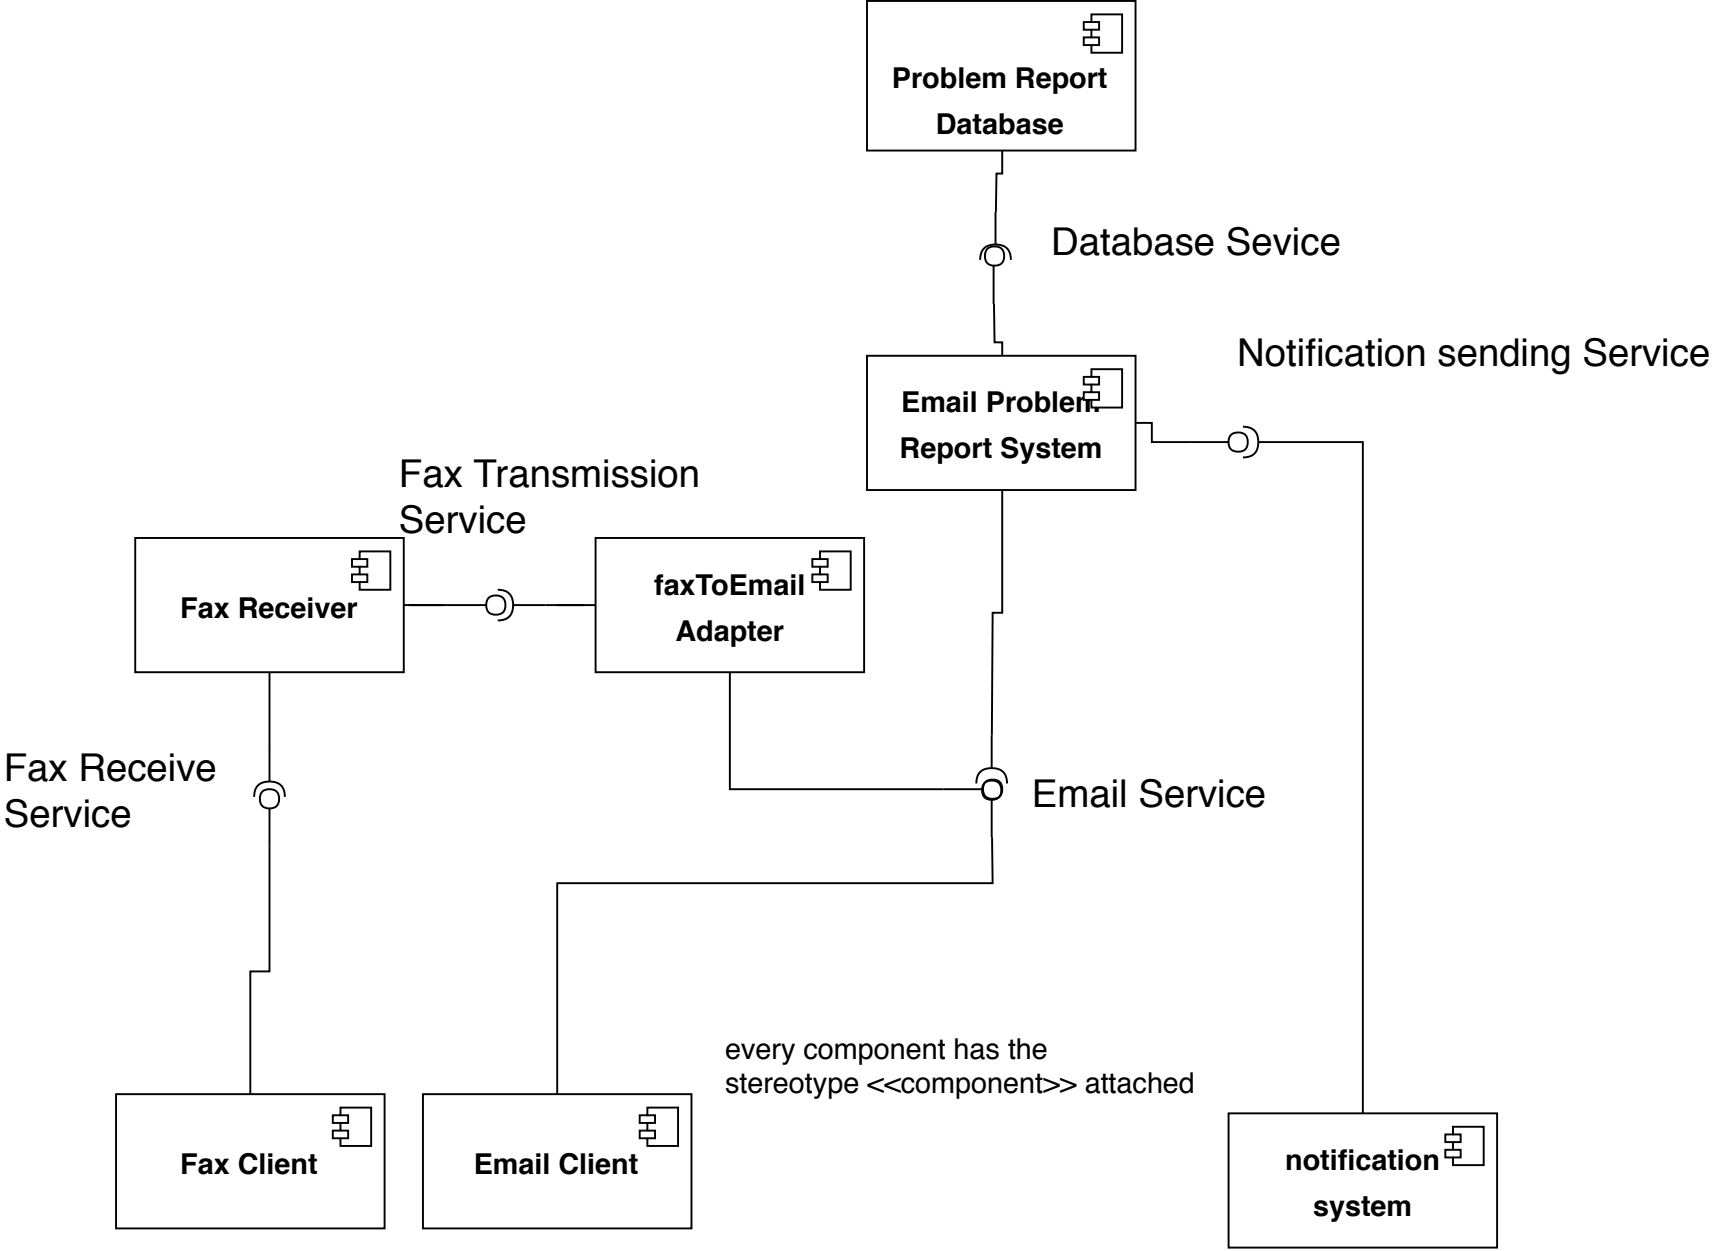 Problem Report
Database
Database Sevice
Notification sending Service
Email Problem
Report System
Fax Transmission
Service
Fax Receiver
faxToEmail
Adapter
Fax Receive
Service
Email Service
every component has the
stereotype <<component>> attached
Fax Client
Email Client
notification
system